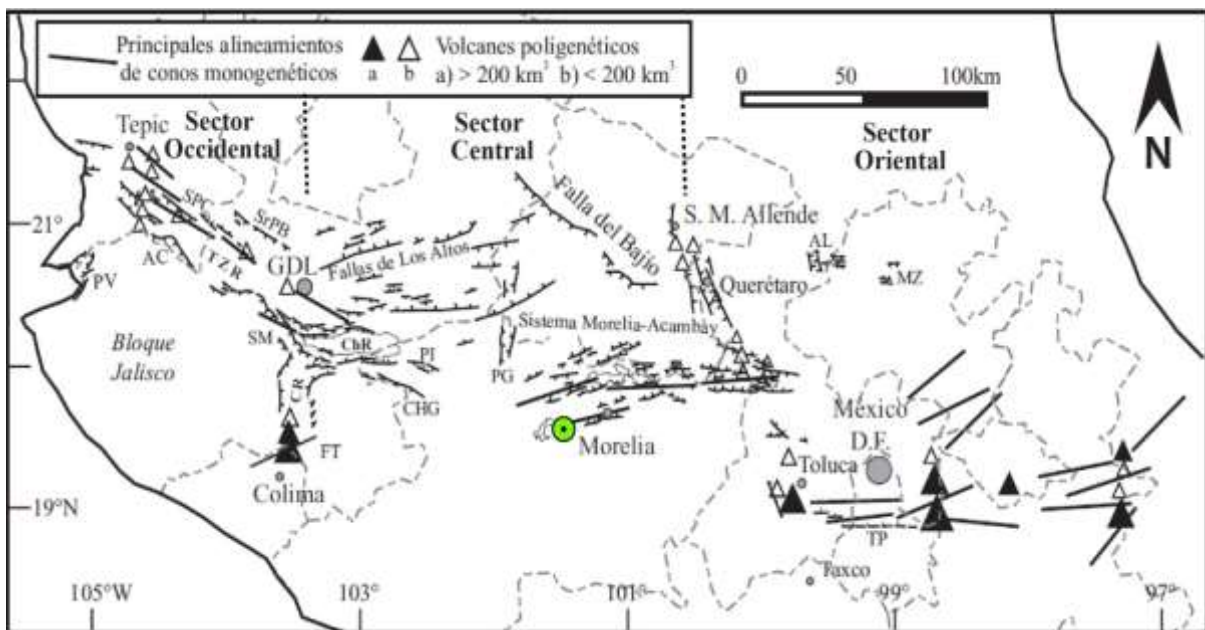 Principales alineamientos
de conos monogenéticos
a b
Volcanes poligenéticos
a) > 200 km³ b) < 200 km³
0 50 100km
N
Sector
Occidental
Sector
Central
Sector
Oriental
Tepic
Falla del Bajío
S. M. Allende
21°
SrPB
AL
GDL
Fallas de Los Altos
Querétaro
MZ
AC
TZR
PV
Sistema Morelia-Acambay
Bloque
Jalisco
SM
ChR
PI
PG
CR
CHG
México
D.F.
Morelia
Toluca
FT
Colima
19°N
TP
Taxco
105°W 103° 101° 99° 97°